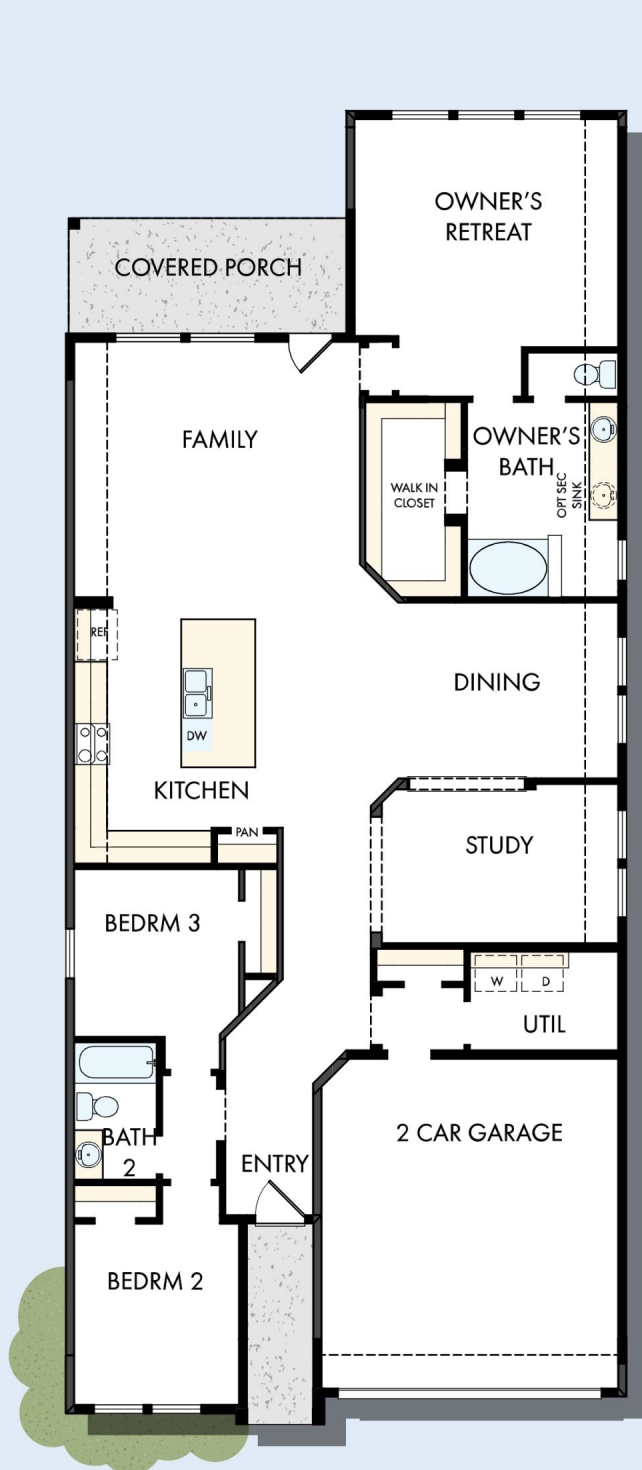 OWNER'S
RETREAT
COVERED PORCH
FAMILY
OWNER'S
BATH
WALK IN
CLOSET
OPT SEC
SINK
REF
DINING
DW
KITCHEN
PAN
STUDY
BEDRM 3
W
D
UTIL
BATH
2
2 CAR GARAGE
ENTRY
BEDRM 2